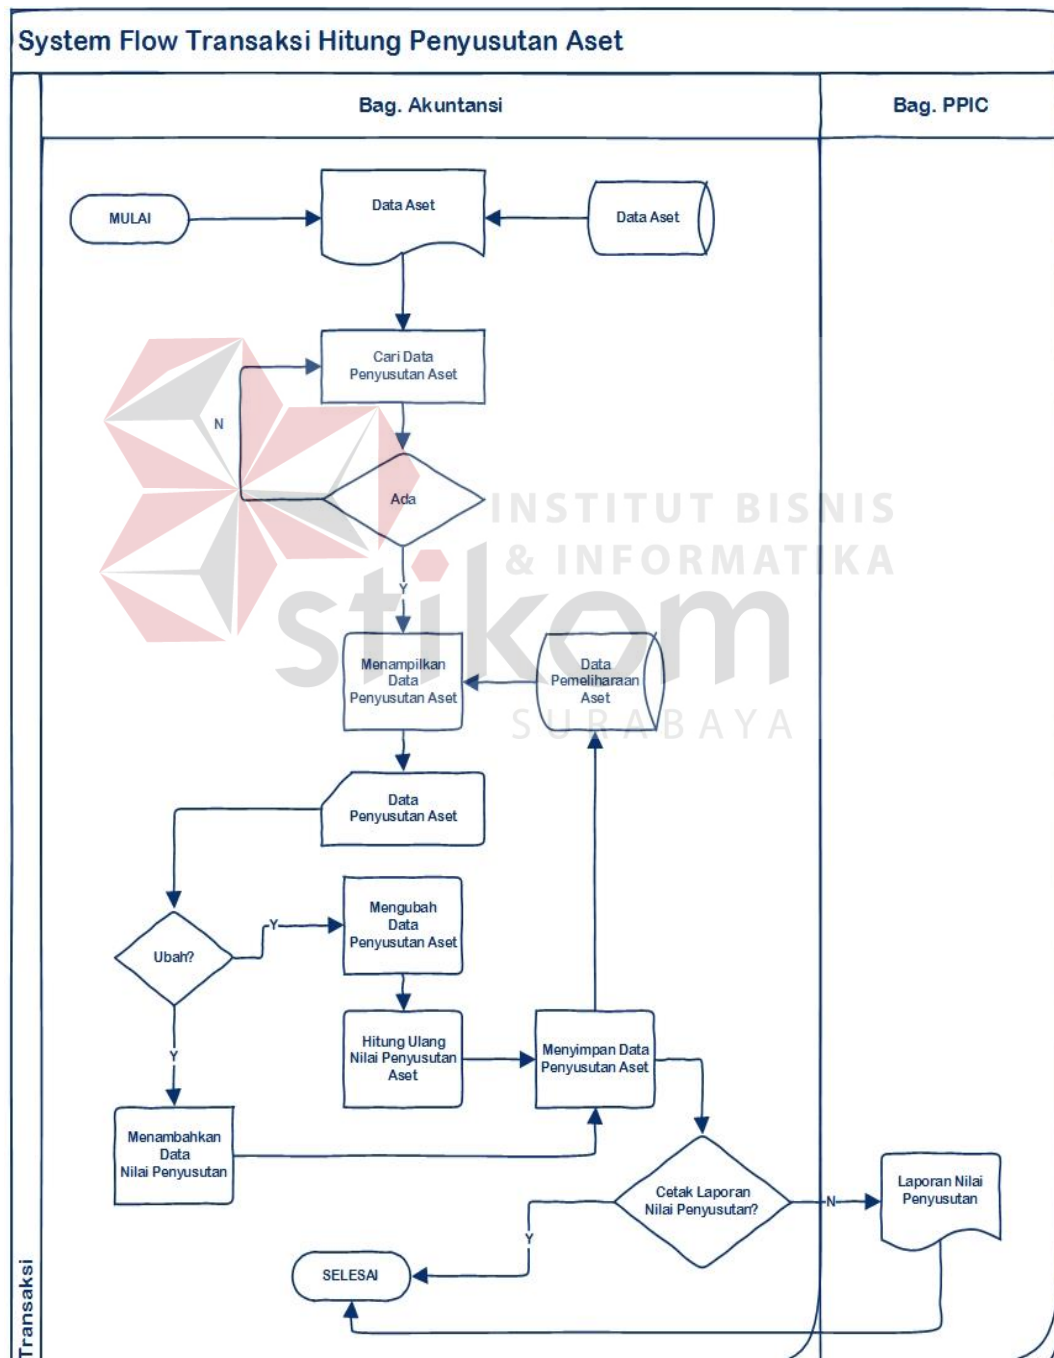 System Flow Transaksi Hitung Penyusutan Aset
Bag. Akuntansi
Bag. PPIC
MULAI
Data Aset
Data Aset
Cari Data
Penyusutan Aset
N
Ada
INSTITUT BISNIS
& INFORMATIKA
Y
stikom
SURABAYA
Menampilkan
Data
Penyusutan Aset
Data
Pemeliharaan
Aset
Data
Penyusutan Aset
Ubah?
Y
Mengubah
Data
Penyusutan Aset
Hitung Ulang
Nilai Penyusutan
Aset
Menyimpan Data
Penyusutan Aset
Y
Menambahkan
Data
Nilai Penyusutan
Cetak Laporan
Nilai Penyusutan?
N
Laporan Nilai
Penyusutan
Y
SELESAI
Transaksi